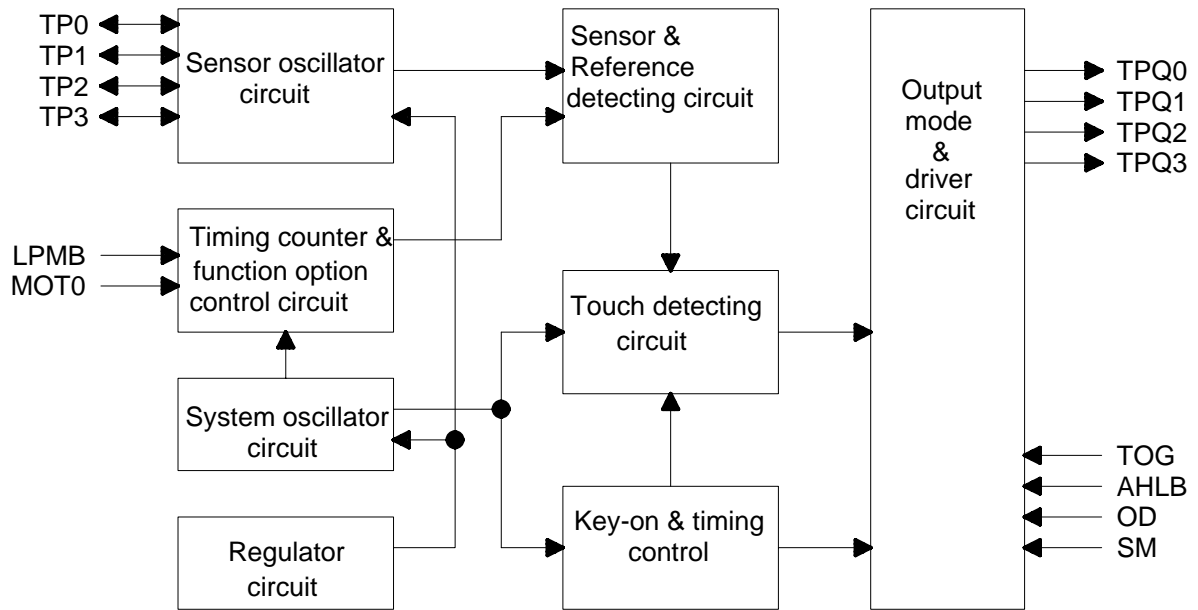 TP0
TP1
TP2
TP3
Sensor oscillator
circuit
Sensor &
Reference
detecting circuit
Output
mode
&
driver
circuit
TPQ0
TPQ1
TPQ2
TPQ3
LPMB
MOT0
Timing counter &
function option
control circuit
Touch detecting
circuit
System oscillator
circuit
TOG
AHLB
OD
SM
Key-on & timing
control
Regulator
circuit